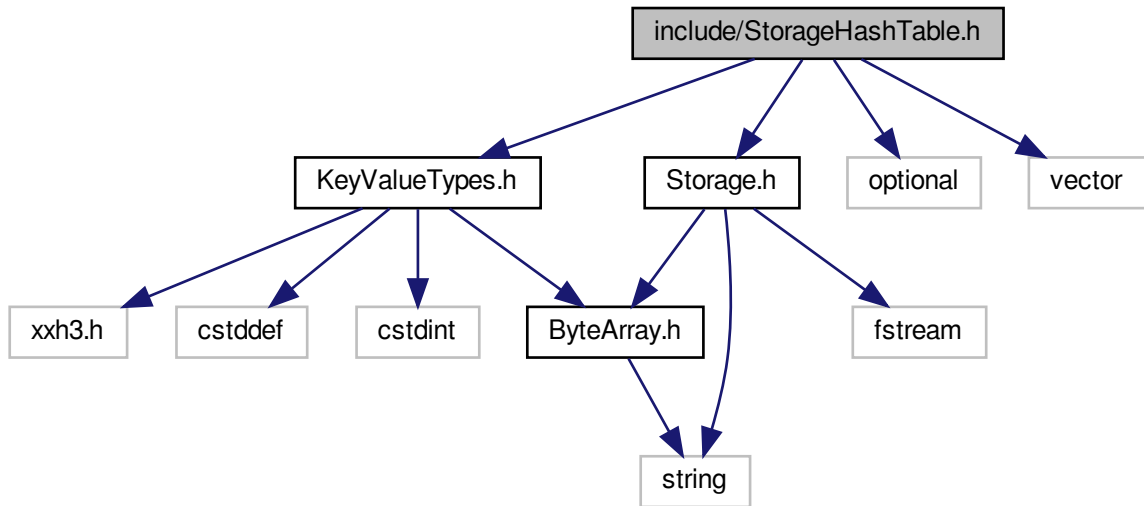 include/StorageHashTable.h
KeyValueTypes.h
Storage.h
optional
vector
xxh3.h
cstddef
cstdint
ByteArray.h
fstream
string